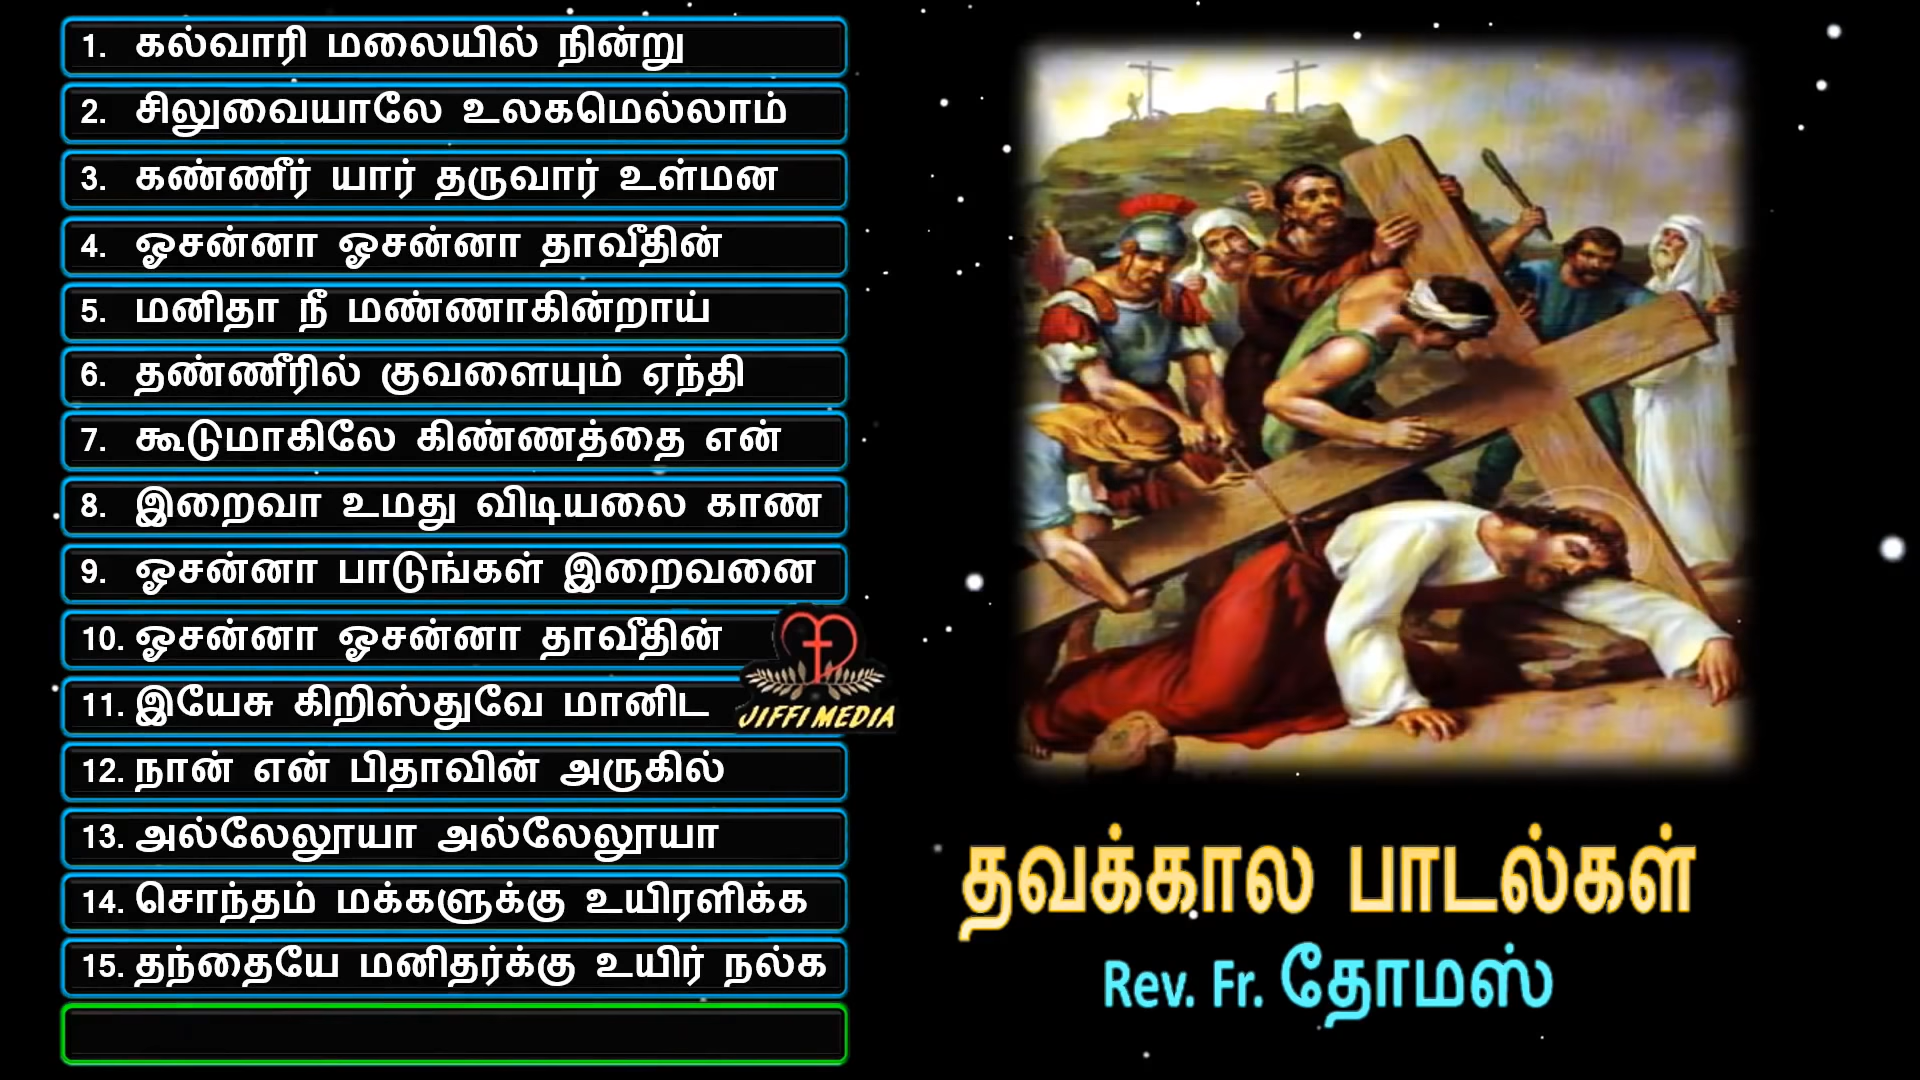 1. கல்வாரி மலையில் நின்று
2. சிலுவையாலே உலகமெல்லாம்
3. கண்ணீர் யார் தருவார் உள்மன
4. ஓசன்னா ஓசன்னா தாவீதின்
5. மனிதா நீ மண்ணாகின்றாய்
6. தண்ணீரில் குவளையும் ஏந்தி
7. கூடுமாகிலே கிண்ணத்தை என்
8. இறைவா உமது விடியலை காண
9. ஓசன்னா பாடுங்கள் இறைவனை
10. ஓசன்னா ஓசன்னா தாவீதின்
11. இயேசு கிறிஸ்துவே மானிட
12. நான் என் பிதாவின் அருகில்
13. அல்லேலூயா அல்லேலூயா
14. சொந்தம் மக்களுக்கு உயிரளிக்க
15. தந்தையே மனிதர்க்கு உயிர் நல்க
JIFFI MEDIA
தவக்கால பாடல்கள்
Rev. Fr. தோமஸ்